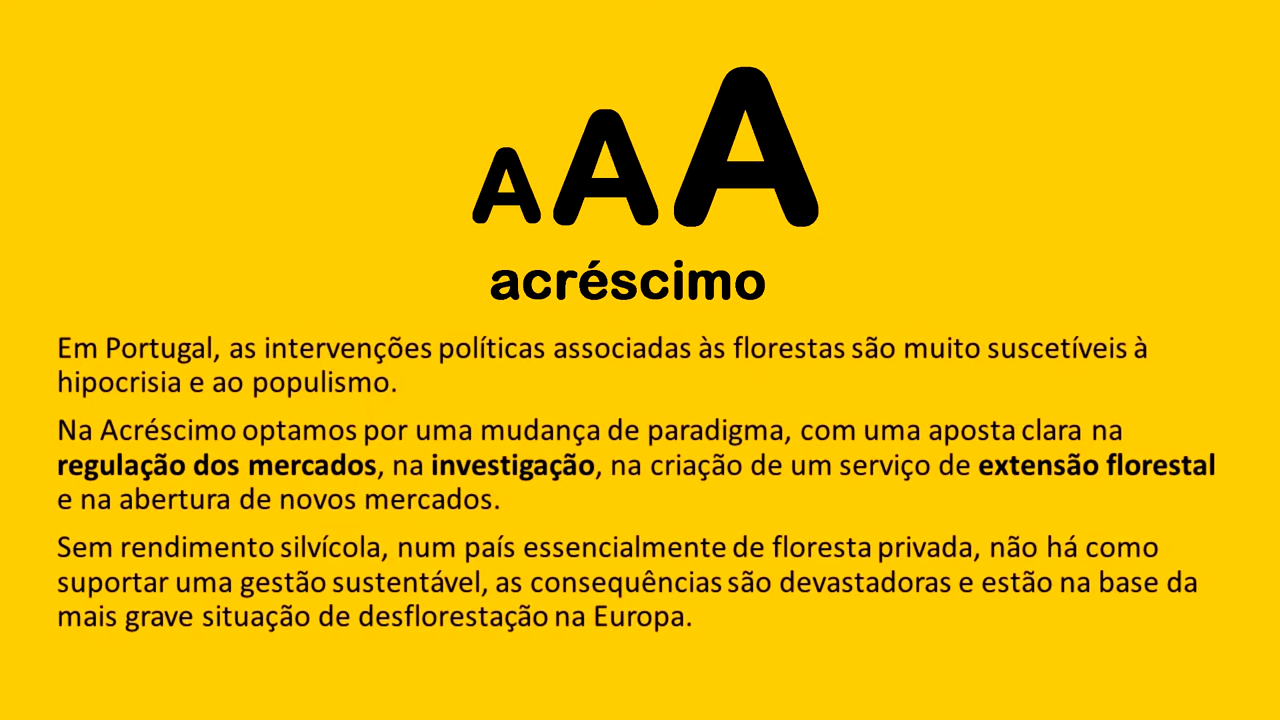 A A A
acréscimo
Em Portugal, as intervenções políticas associadas às florestas são muito suscetíveis à
hipocrisia e ao populismo.
Na Acréscimo optamos por uma mudança de paradigma, com uma aposta clara na
regulação dos mercados, na investigação, na criação de um serviço de extensão florestal
e na abertura de novos mercados.
Sem rendimento silvícola, num país essencialmente de floresta privada, não há como
suportar uma gestão sustentável, as consequências são devastadoras e estão na base da
mais grave situação de desflorestação na Europa.